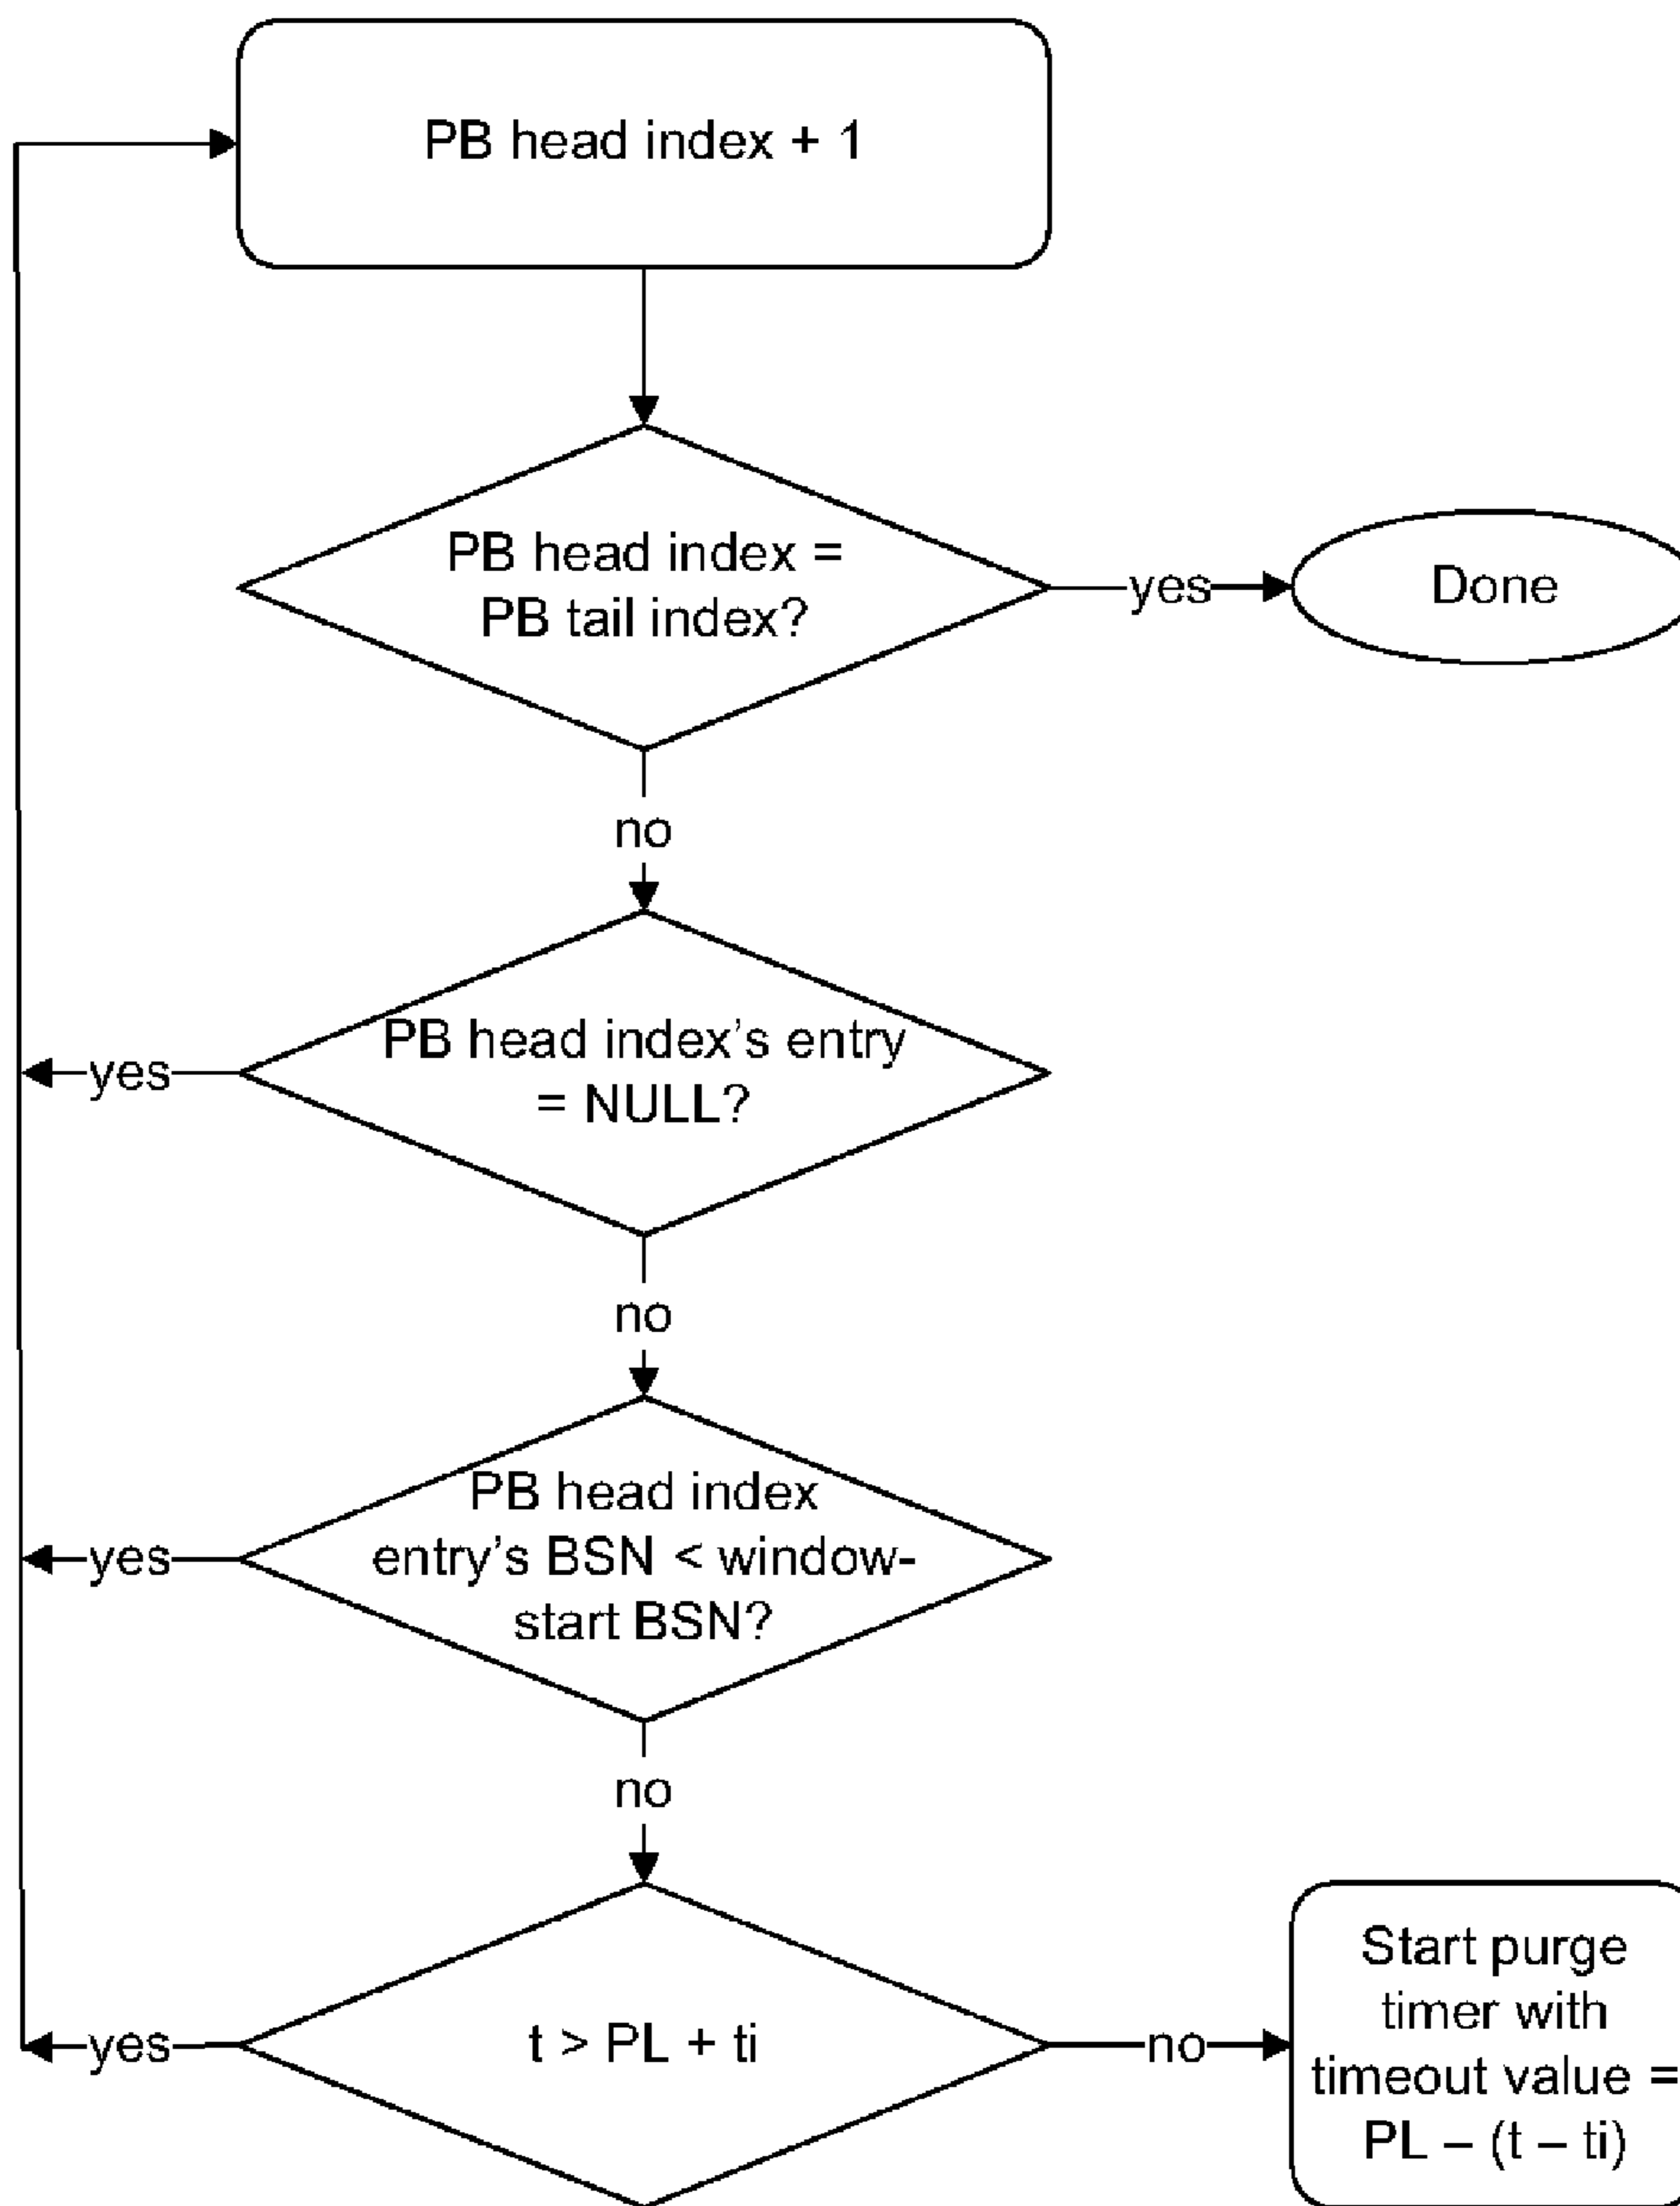 PB head index + 1
PB head index =
PB tail index?
yes
Done
no
PB head index's entry
= NULL?
yes
no
PB head index
entry's BSN < window-
start BSN?
yes
no
t > PL + ti
yes
no
Start purge
timer with
timeout value =
PL – (t – ti)